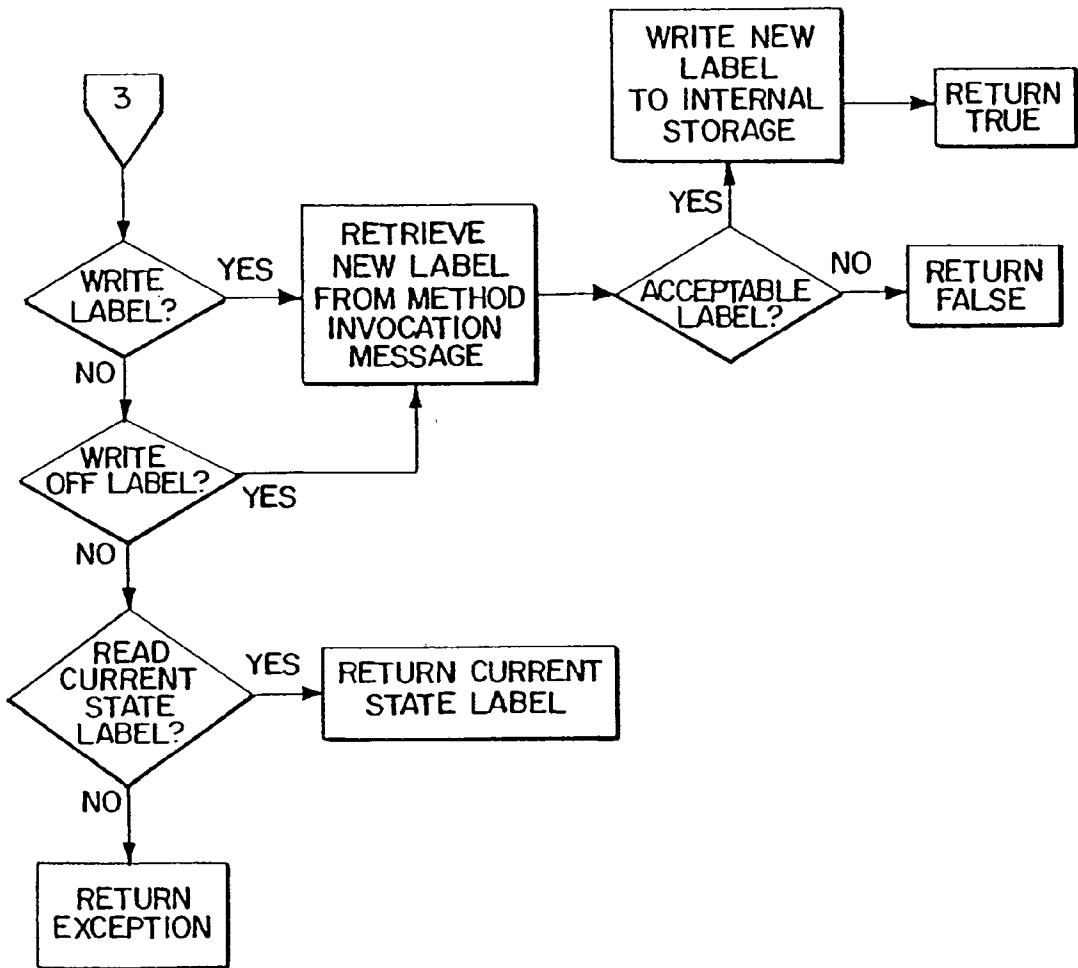 3
WRITE
LABEL?
YES
NO
RETRIEVE
NEW LABEL
FROM METHOD
INVOCATION
MESSAGE
ACCEPTABLE
LABEL?
YES
WRITE NEW
LABEL
TO INTERNAL
STORAGE
RETURN
TRUE
NO
RETURN
FALSE
WRITE
OFF LABEL?
YES
NO
READ
CURRENT
STATE
LABEL?
YES
RETURN CURRENT
STATE LABEL
NO
RETURN
EXCEPTION